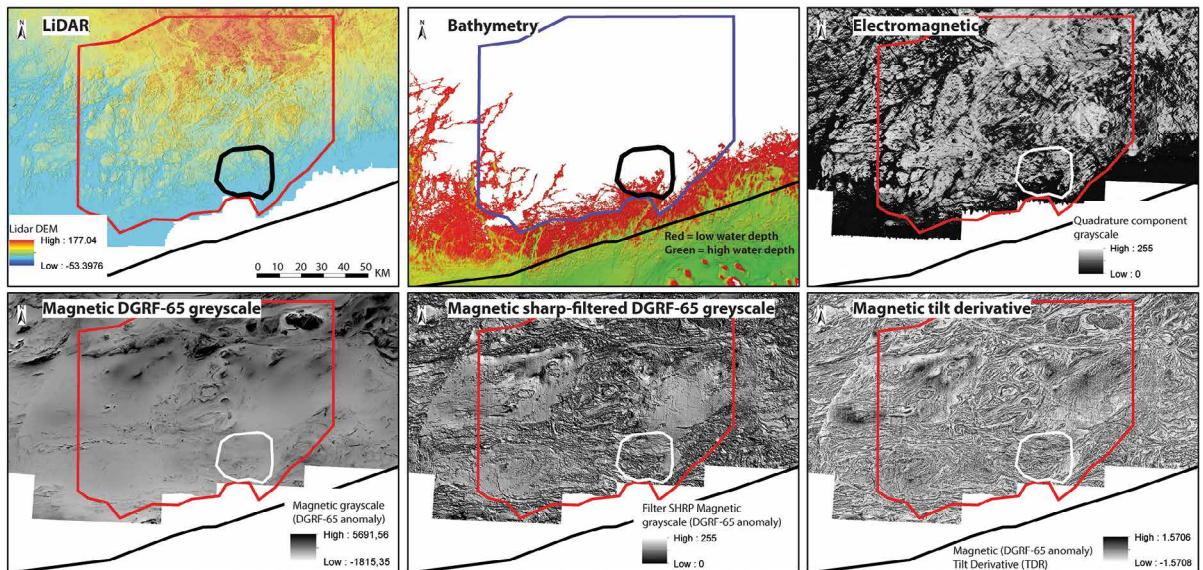 N
LiDAR
Lidar DEM
High : 177.04
Low : -53.3976
0 10 20 30 40 50
KM
N
Bathymetry
Red = low water depth
Green = high water depth
N
Electromagnetic
Quadrature component
grayscale
High : 255
Low : 0
N
Magnetic DGRF-65 greyscale
Magnetic grayscale
(DGRF-65 anomaly)
High : 5691,56
Low : -1815,35
N
Magnetic sharp-filtered DGRF-65 greyscale
Filter SHRP Magnetic
grayscale (DGRF-65 anomaly)
High : 255
Low : 0
N
Magnetic tilt derivative
Magnetic (DGRF-65 anomaly)
Tilt Derivative (TDR)
High : 1.5706
Low : -1.5708